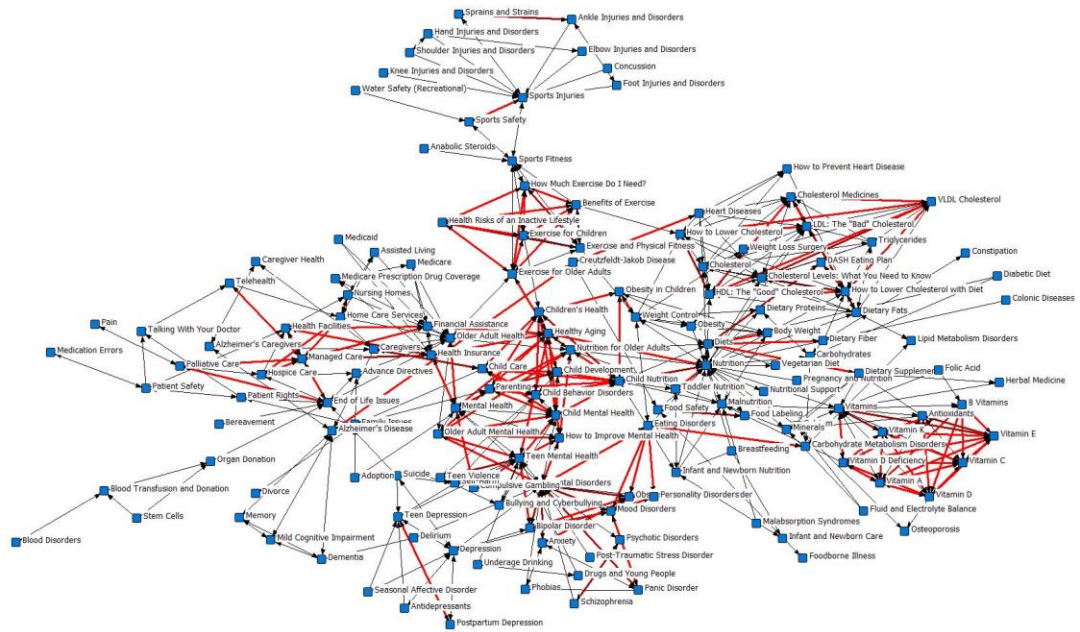 Sprains and Strains
Ankle Injuries and Disorders
Hand Injuries and Disorders
Shoulder Injuries and Disorders
Elbow Injuries and Disorders
Concussion
Knee Injuries and Disorders
Foot Injuries and Disorders
Water Safety (Recreational)
Sports Injuries
Sports Safety
Anabolic Steroids
Sports Fitness
How to Prevent Heart Disease
How Much Exercise Do I Need?
Cholesterol Medicines
VLDL Cholesterol
Benefits of Exercise
Heart Diseases
Health Risks of an Inactive Lifestyle
LDL: The "Bad" Cholesterol
Exercise for Children
How to Lower Cholesterol
Triglycerides
Medicaid
Exercise and Physical Fitness
Weight Loss Surgery
Assisted Living
Constipation
Caregiver Health
Medicare
Creutzfeldt-Jakob Disease
Cholesterol
DASH Eating Plan
Medicare Prescription Drug Coverage
Exercise for Older Adults
Cholesterol Levels: What You Need to Know
Diabetic Diet
Telehealth
Nursing Homes
Obesity in Children
HDL: The "Good" Cholesterol
How to Lower Cholesterol with Diet
Colonic Diseases
Home Care Services
Children's Health
Weight Control
Dietary Proteins
Dietary Fats
Pain
Talking With Your Doctor
Health Facilities
Financial Assistance
Obesity
Body Weight
Older Adult Health
Healthy Aging
Dietary Fiber
Lipid Metabolism Disorders
Medication Errors
Alzheimer's Caregivers
Caregivers
Nutrition for Older Adults
Diets
Managed Care
Health Insurance
Carbohydrates
Palliative Care
Hospice Care
Advance Directives
Child Care
Child Development
Nutrition
Vegetarian Diet
Dietary Supplement
Folic Acid
Patient Safety
Parenting
Child Nutrition
Toddler Nutrition
Nutritional Support
Pregnancy and Nutrition
Herbal Medicine
Patient Rights
End of Life Issues
Child Behavior Disorders
Malnutrition
B Vitamins
Mental Health
Child Mental Health
Food Safety
Food Labeling
Vitamins
Antioxidants
Bereavement
Family Issues
Eating Disorders
Minerals
Vitamin K
Vitamin E
Alzheimer's Disease
Older Adult Mental Health
How to Improve Mental Health
Carbohydrate Metabolism Disorders
Breastfeeding
Organ Donation
Teen Mental Health
Vitamin D Deficiency
Vitamin C
Adoption
Suicide
Teen Violence
Infant and Newborn Nutrition
Vitamin A
Blood Transfusion and Donation
Divorce
Compulsive Gambling
Personality Disorders
Vitamin D
Bullying and Cyberbullying
Mood Disorders
Fluid and Electrolyte Balance
Stem Cells
Memory
Teen Depression
Bipolar Disorder
Malabsorption Syndromes
Osteoporosis
Blood Disorders
Mild Cognitive Impairment
Delirium
Anxiety
Psychotic Disorders
Infant and Newborn Care
Dementia
Depression
Post-Traumatic Stress Disorder
Foodborne Illness
Underage Drinking
Drugs and Young People
Seasonal Affective Disorder
Phobias
Panic Disorder
Antidepressants
Schizophrenia
Postpartum Depression